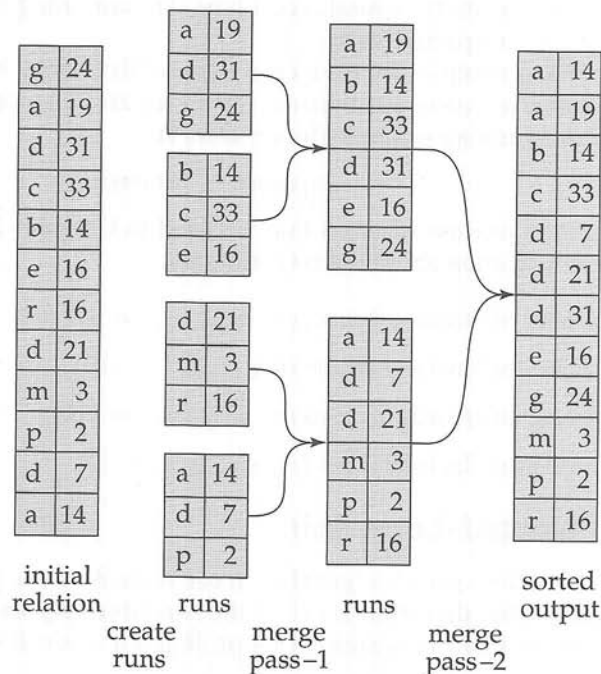 g 24
a 19
d 31
c 33
b 14
e 16
r 16
d 21
m 3
p 2
d 7
a 14
initial
relation
a 19
d 31
g 24
b 14
c 33
e 16
d 21
m 3
r 16
a 14
d 7
p 2
runs
create
runs
merge
pass–1
a 19
b 14
c 33
d 31
e 16
g 24
a 14
d 7
d 21
m 3
p 2
r 16
runs
merge
pass–2
a 14
a 19
b 14
c 33
d 7
d 21
d 31
e 16
g 24
m 3
p 2
r 16
sorted
output